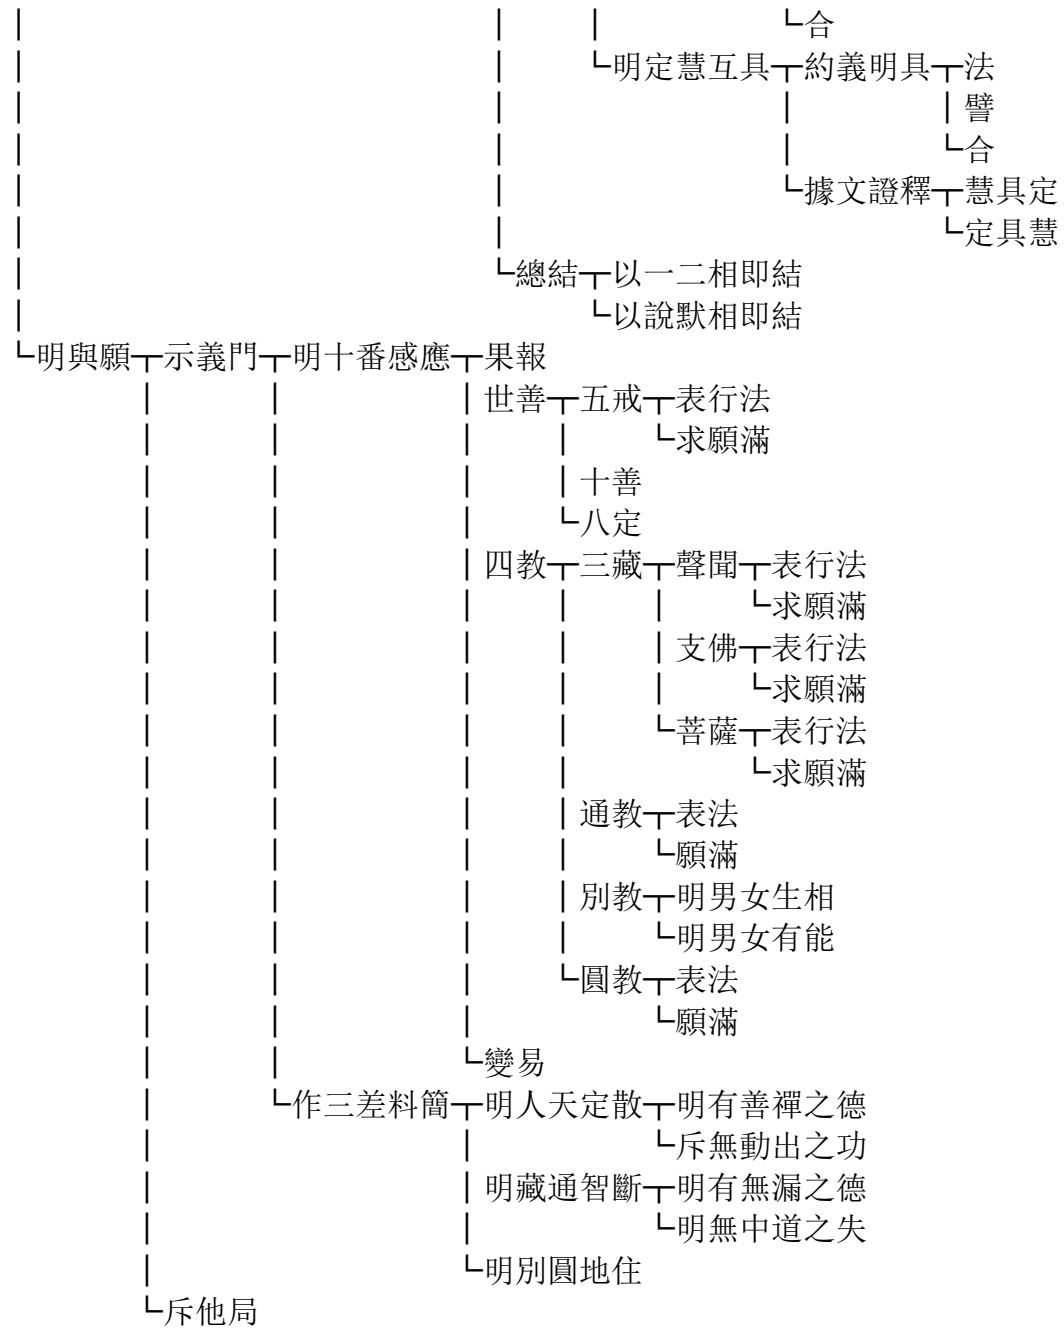 └合
└明定慧互具┬約義明具┬法
譬
└合
└據文證釋┬慧具定
└定具慧
└總結┬以一二相即結
└以說默相即結
└明與願┬示義門┬明十番感應┬果報
世善┬五戒┬表行法
└求願滿
十善
└八定
四教┬三藏┬聲聞┬表行法
└求願滿
支佛┬表行法
└求願滿
└菩薩┬表行法
└求願滿
通教┬表法
└願滿
別教┬明男女生相
└明男女有能
└圓教┬表法
└願滿
└變易
└作三差料簡┬明人天定散┬明有善禪之德
└斥無動出之功
明藏通智斷┬明有無漏之德
└明無中道之失
└明別圓地住
└斥他局